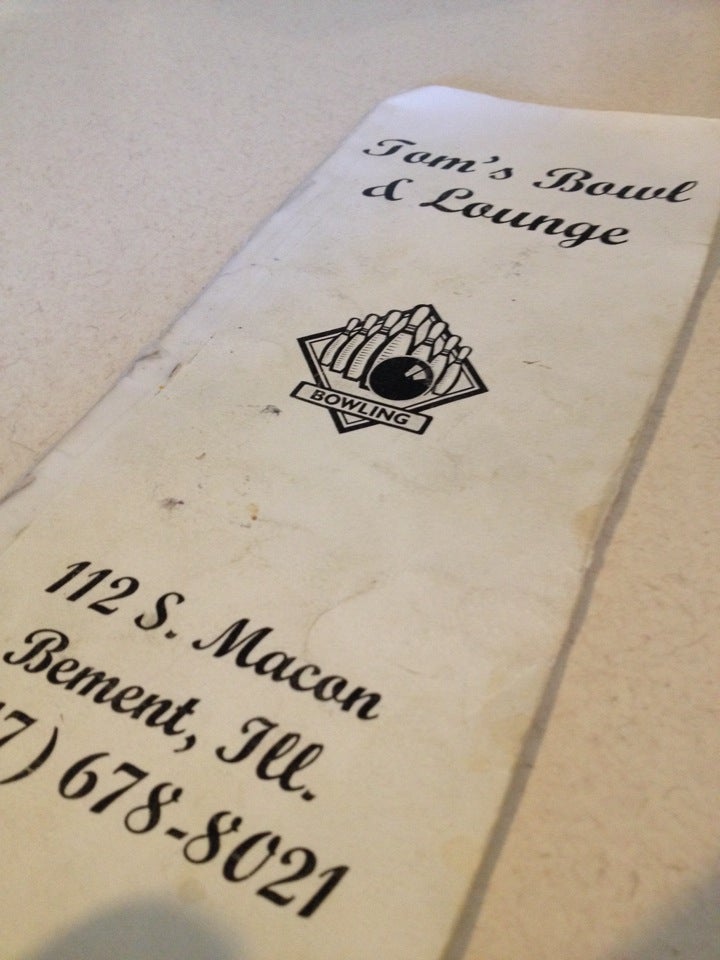 Tom's Bowl
& Lounge
BOWLING
112 S. Macon
Bement, Ill.
7) 678-8021